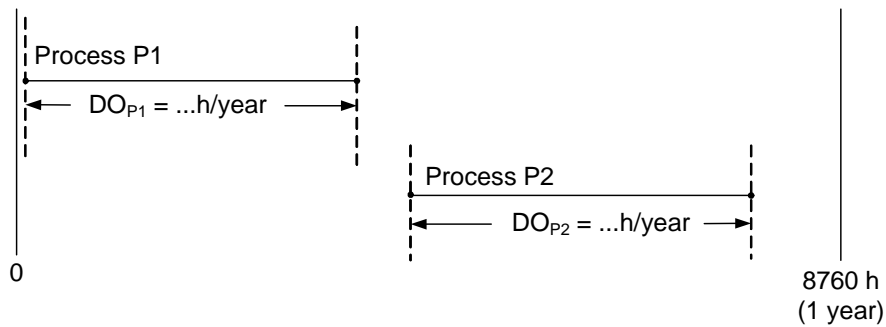 Process P1
DOP1 = ...h/year
Process P2
DOP2 = ...h/year
0
8760 h
(1 year)